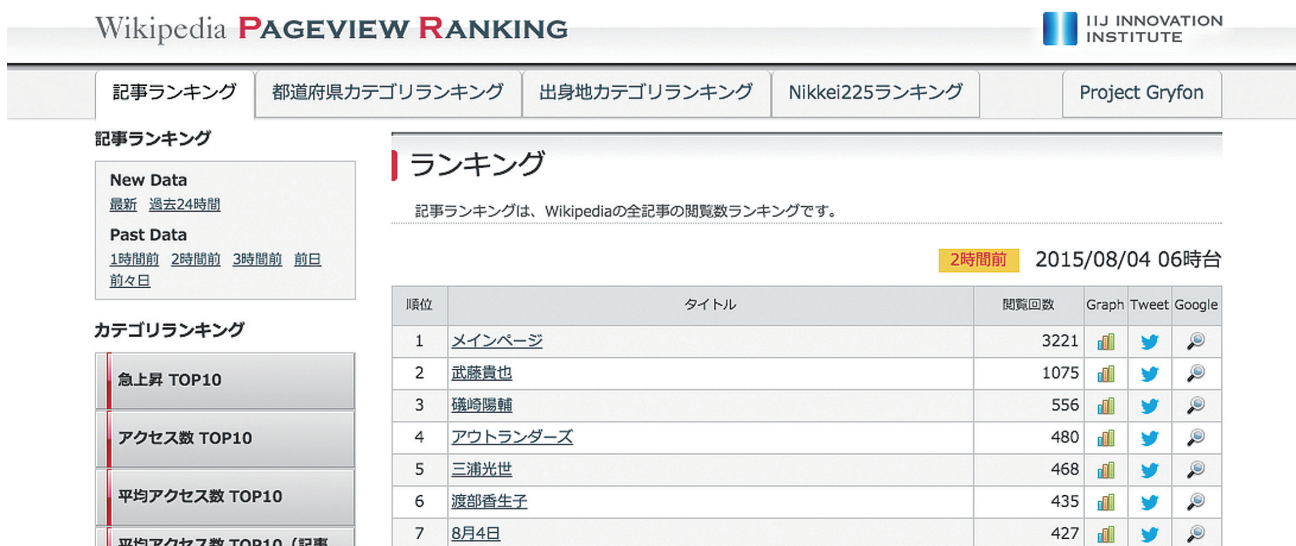 Wikipedia PAGEVIEW RANKING
IIJ INNOVATION
INSTITUTE
記事ランキング 都道府県カテゴリランキング 出身地カテゴリランキング Nikkei225ランキング Project Gryfon
記事ランキング
New Data
最新 過去24時間
Past Data
1時間前 2時間前 3時間前 前日
前々日
カテゴリランキング
急上昇 TOP10
アクセス数 TOP10
平均アクセス数 TOP10
平均アクセス数 TOP10（記事
ランキング
記事ランキングは、Wikipediaの全記事の閲覧数ランキングです。
2時間前 2015/08/04 06時台
順位 タイトル 閲覧回数 Graph Tweet Google
1 メインページ 3221
2 武藤貴也 1075
3 礒崎陽輔 556
4 アウトランダーズ 480
5 三浦光世 468
6 渡部香生子 435
7 8月4日 427